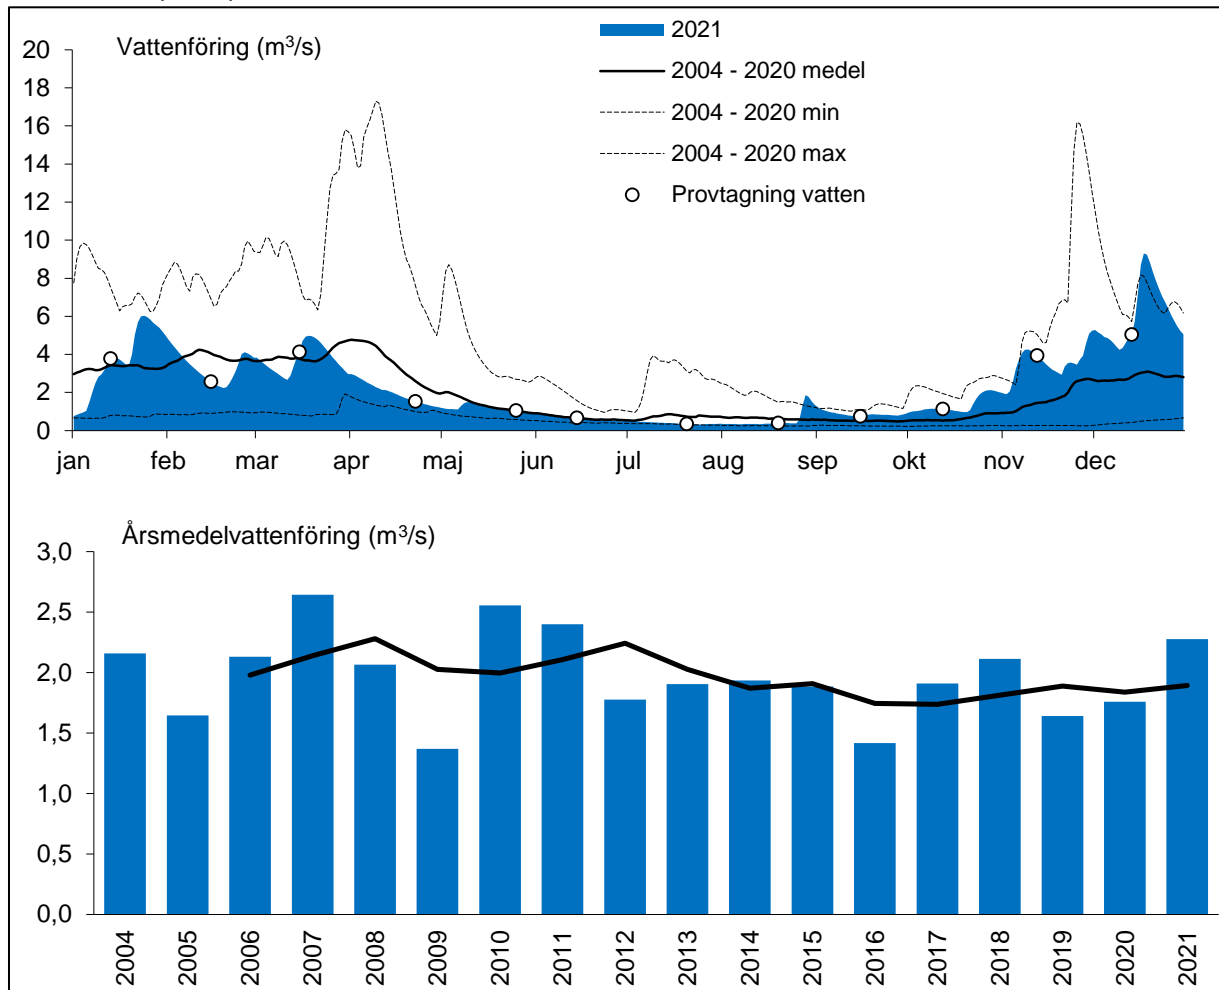 Vattenföring (m³/s)
2021
2004 - 2020 medel
2004 - 2020 min
2004 - 2020 max
Provtagning vatten
20
18
16
14
12
10
8
6
4
2
0
jan feb mar apr maj jun jul aug sep okt nov dec
Årsmedelvattenföring (m³/s)
3,0
2,5
2,0
1,5
1,0
0,5
0,0
2004 2005 2006 2007 2008 2009 2010 2011 2012 2013 2014 2015 2016 2017 2018 2019 2020 2021